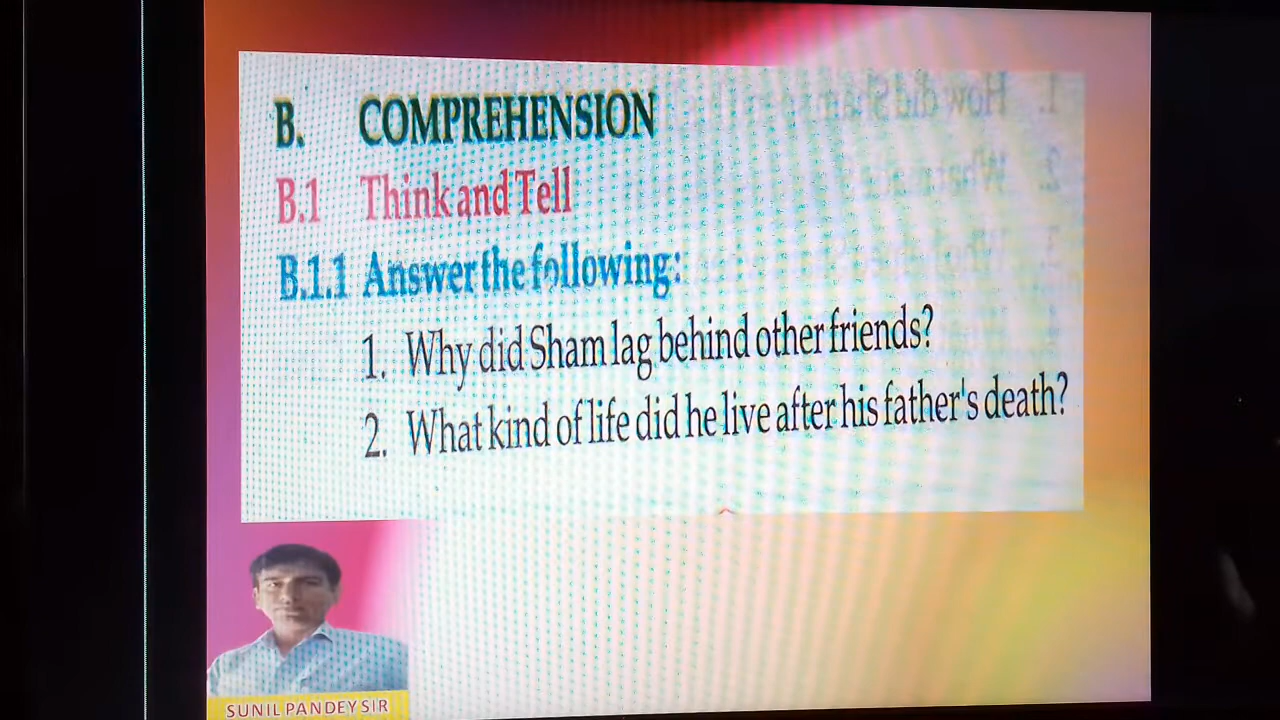 B. COMPREHENSION
B.1 Think and Tell
B.1.1 Answer the following:
1. Why did Sham lag behind other friends?
2. What kind of life did he live after his father's death?
SUNIL PANDEY SIR